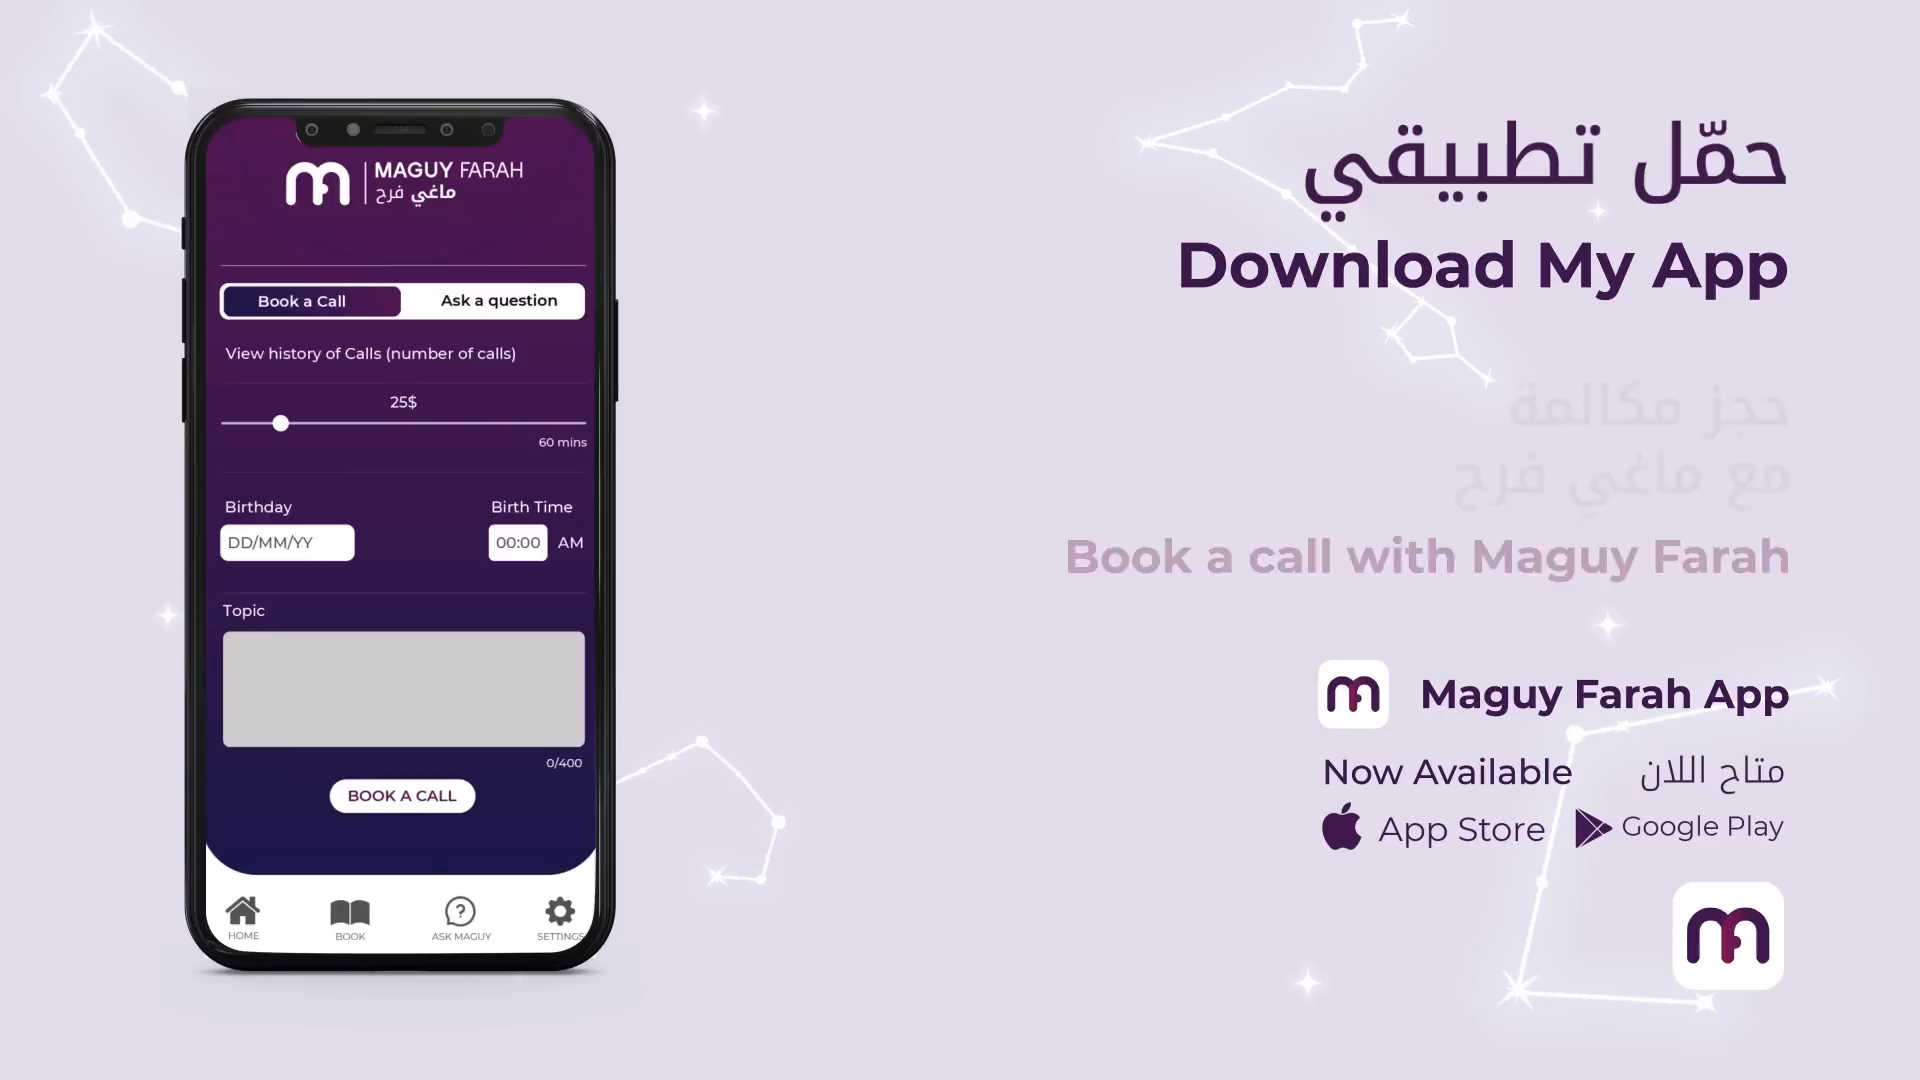 MAGUY FARAH
ماغي فرح
Book a Call
Ask a question
View history of Calls (number of calls)
25$
60 mins
Birthday
Birth Time
DD/MM/YY
00:00 AM
Topic
0/400
BOOK A CALL
HOME
BOOK
ASK MAGUY
SETTINGS
حمّل تطبيقي
Download My App
حجز مكالمة
مع ماغي فرح
Book a call with Maguy Farah
Maguy Farah App
Now Available
متاح اللان
App Store
Google Play